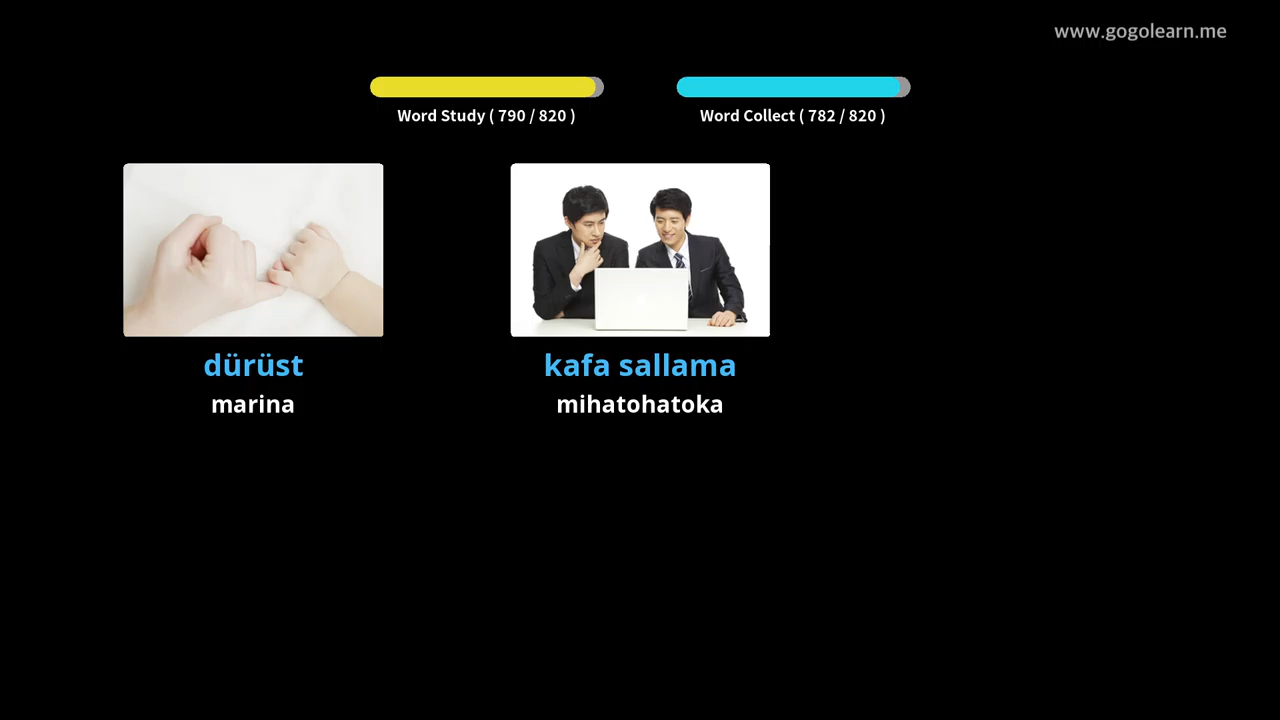 www.gogolearn.me
Word Study ( 790 / 820 )
Word Collect ( 782 / 820 )
dürüst
marina
kafa sallama
mihatohatoka